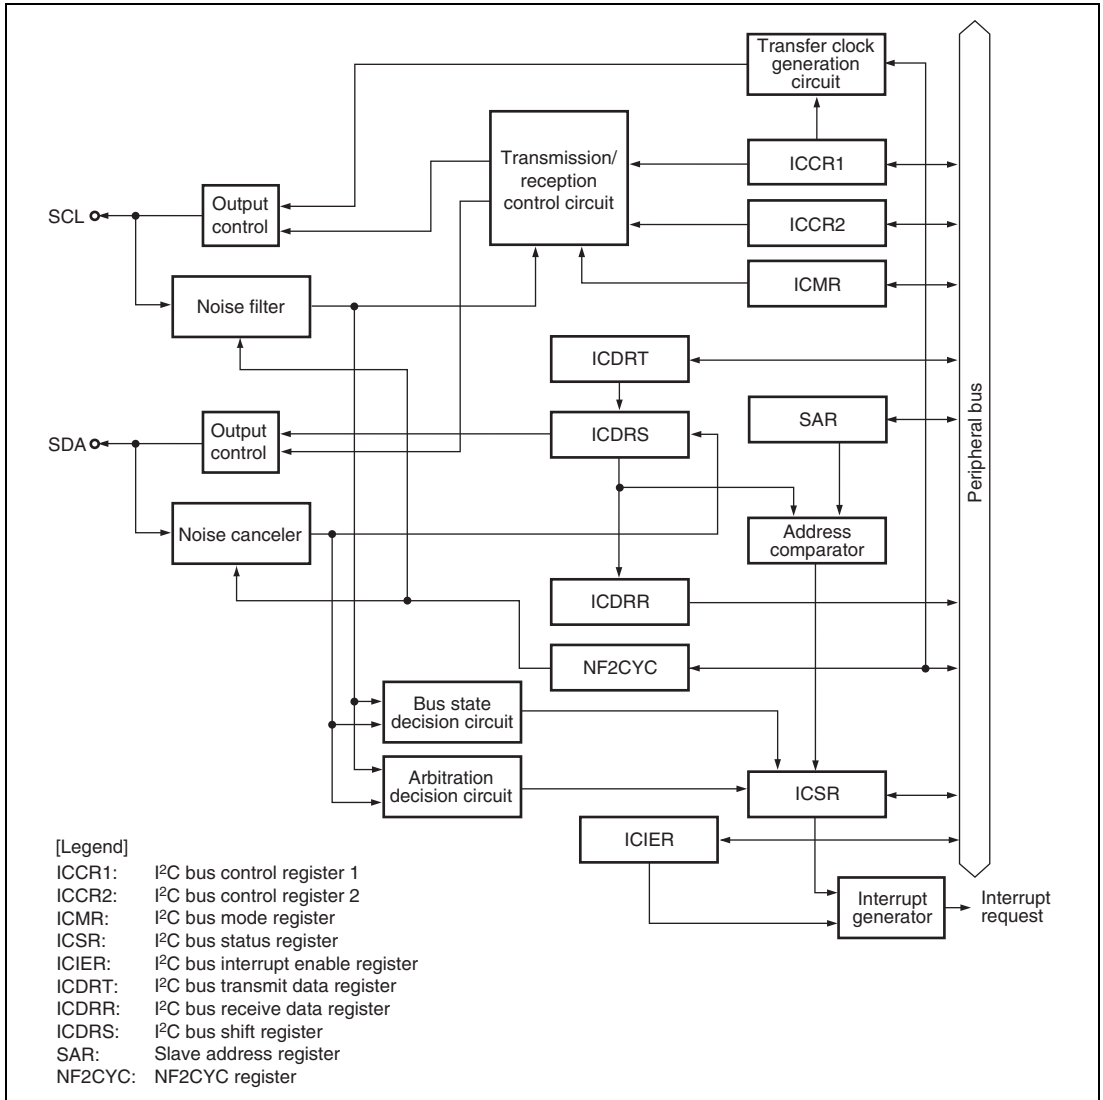 Transfer clock
generation
circuit
Transmission/
reception
control circuit
ICCR1
Output
control
SCL
ICCR2
ICMR
Noise filter
ICDRT
Peripheral bus
SAR
Output
control
SDA
ICDRS
Noise canceler
Address
comparator
ICDRR
NF2CYC
Bus state
decision circuit
Arbitration
decision circuit
ICSR
ICIER
Interrupt
generator
Interrupt
request
[Legend]
ICCR1: I²C bus control register 1
ICCR2: I²C bus control register 2
ICMR: I²C bus mode register
ICSR: I²C bus status register
ICIER: I²C bus interrupt enable register
ICDRT: I²C bus transmit data register
ICDRR: I²C bus receive data register
ICDRS: I²C bus shift register
SAR: Slave address register
NF2CYC: NF2CYC register